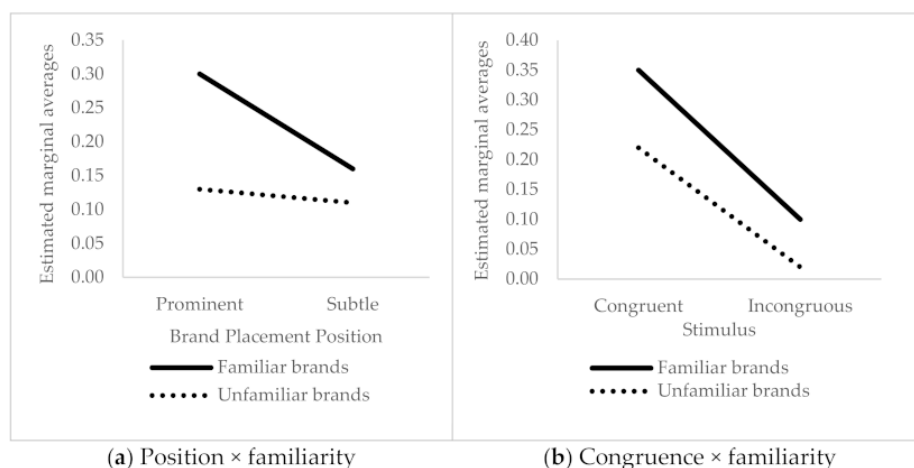 Estimated marginal averages
0.35
0.30
0.25
0.20
0.15
0.10
0.05
0.00
Prominent Subtle
Brand Placement Position
Familiar brands
Unfamiliar brands
(a) Position × familiarity
Estimated marginal averages
0.40
0.35
0.30
0.25
0.20
0.15
0.10
0.05
0.00
Congruent Incongruous
Stimulus
Familiar brands
Unfamiliar brands
(b) Congruence × familiarity